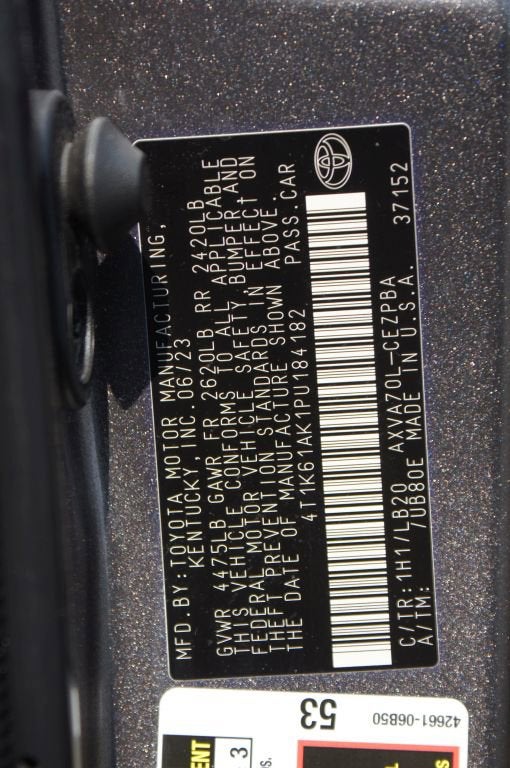 MFD. BY: TOYOTA MOTOR MANUFACTURING,
KENTUCKY, INC. 06/23
GVWR 4475LB GAWR FR 2620LB RR 2420LB
THIS VEHICLE CONFORMS TO ALL APPLICABLE
FEDERAL MOTOR VEHICLE SAFETY, BUMPER AND
THEFT PREVENTION STANDARDS IN EFFECT ON
THE DATE OF MANUFACTURE SHOWN ABOVE.
4T1K61AK1PU184182 PASS. CAR
C/TR: 1H1/LB20 AXVA70L-CEZPBA
A/TM: 7UB80E MADE IN U.S.A. 37152
53
42661-06B50
3